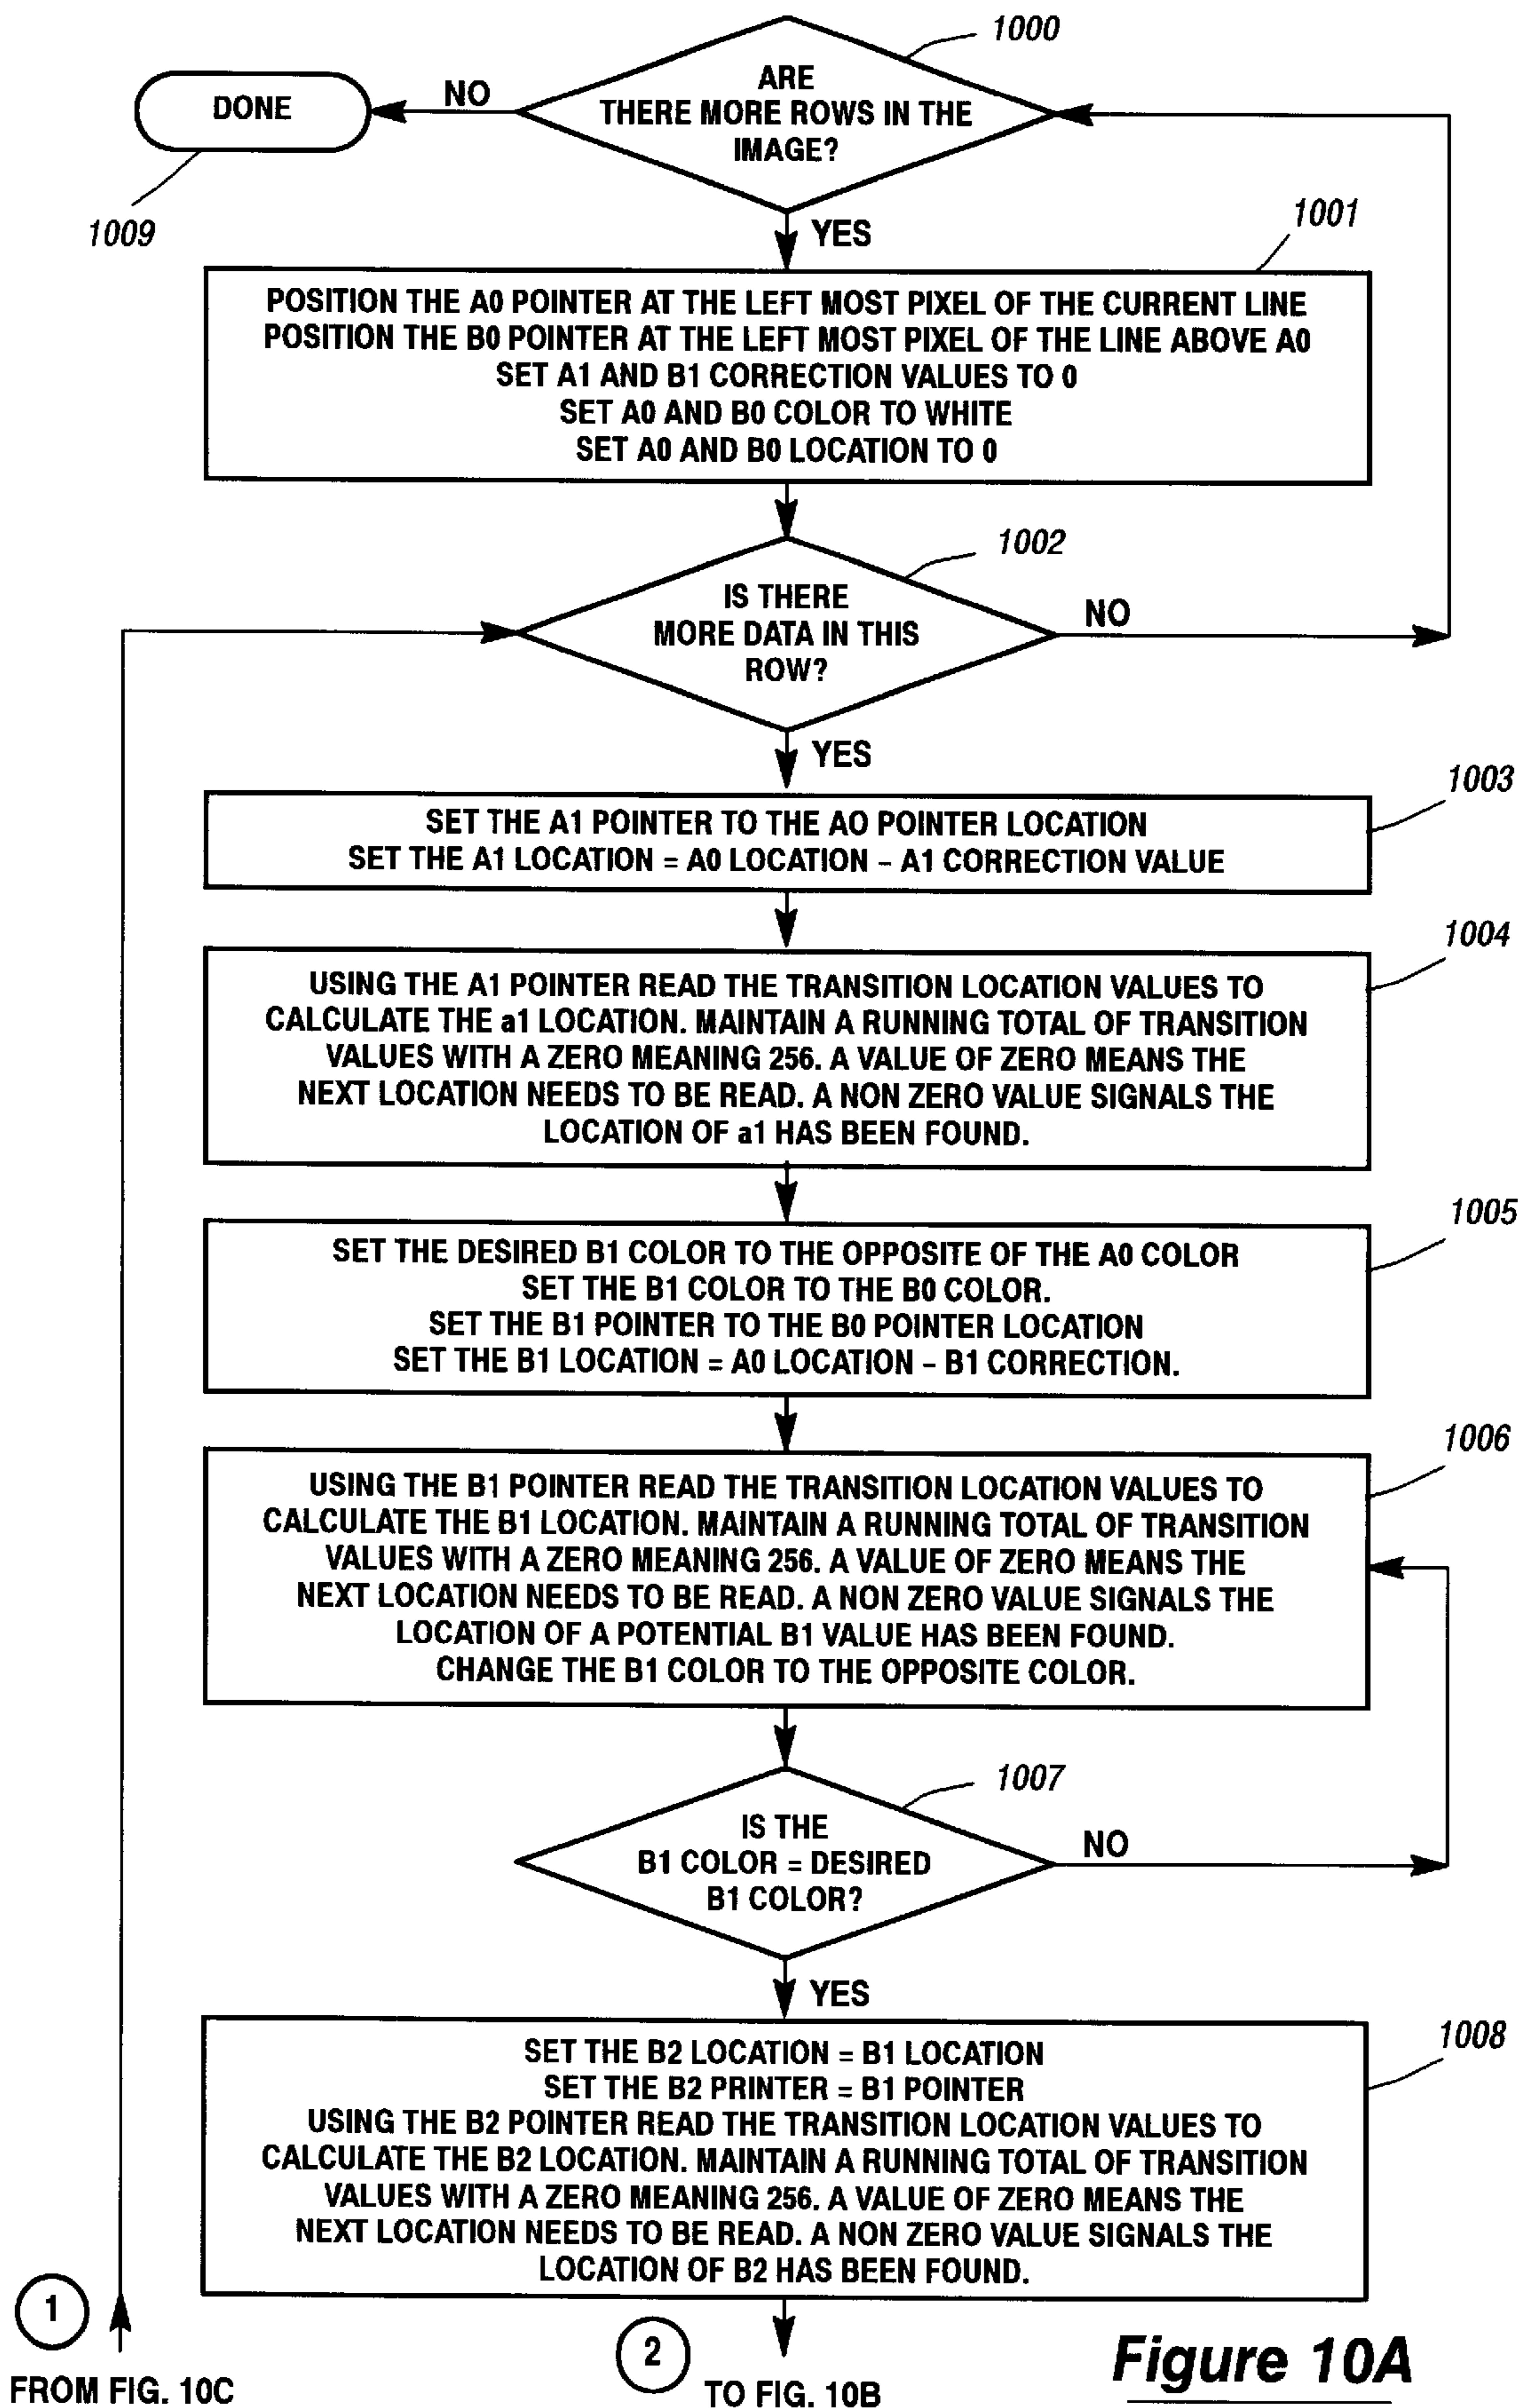 1000
ARE
THERE MORE ROWS IN THE
IMAGE?
NO
DONE
1009
YES
1001
POSITION THE A0 POINTER AT THE LEFT MOST PIXEL OF THE CURRENT LINE
POSITION THE B0 POINTER AT THE LEFT MOST PIXEL OF THE LINE ABOVE A0
SET A1 AND B1 CORRECTION VALUES TO 0
SET A0 AND B0 COLOR TO WHITE
SET A0 AND B0 LOCATION TO 0
1002
IS THERE
MORE DATA IN THIS
ROW?
NO
YES
1003
SET THE A1 POINTER TO THE AO POINTER LOCATION
SET THE A1 LOCATION = A0 LOCATION – A1 CORRECTION VALUE
1004
USING THE A1 POINTER READ THE TRANSITION LOCATION VALUES TO
CALCULATE THE a1 LOCATION. MAINTAIN A RUNNING TOTAL OF TRANSITION
VALUES WITH A ZERO MEANING 256. A VALUE OF ZERO MEANS THE
NEXT LOCATION NEEDS TO BE READ. A NON ZERO VALUE SIGNALS THE
LOCATION OF a1 HAS BEEN FOUND.
1005
SET THE DESIRED B1 COLOR TO THE OPPOSITE OF THE A0 COLOR
SET THE B1 COLOR TO THE B0 COLOR.
SET THE B1 POINTER TO THE B0 POINTER LOCATION
SET THE B1 LOCATION = A0 LOCATION – B1 CORRECTION.
1006
USING THE B1 POINTER READ THE TRANSITION LOCATION VALUES TO
CALCULATE THE B1 LOCATION. MAINTAIN A RUNNING TOTAL OF TRANSITION
VALUES WITH A ZERO MEANING 256. A VALUE OF ZERO MEANS THE
NEXT LOCATION NEEDS TO BE READ. A NON ZERO VALUE SIGNALS THE
LOCATION OF A POTENTIAL B1 VALUE HAS BEEN FOUND.
CHANGE THE B1 COLOR TO THE OPPOSITE COLOR.
1007
IS THE
B1 COLOR = DESIRED
B1 COLOR?
NO
YES
1008
SET THE B2 LOCATION = B1 LOCATION
SET THE B2 PRINTER = B1 POINTER
USING THE B2 POINTER READ THE TRANSITION LOCATION VALUES TO
CALCULATE THE B2 LOCATION. MAINTAIN A RUNNING TOTAL OF TRANSITION
VALUES WITH A ZERO MEANING 256. A VALUE OF ZERO MEANS THE
NEXT LOCATION NEEDS TO BE READ. A NON ZERO VALUE SIGNALS THE
LOCATION OF B2 HAS BEEN FOUND.
1
FROM FIG. 10C
2
TO FIG. 10B
Figure 10A